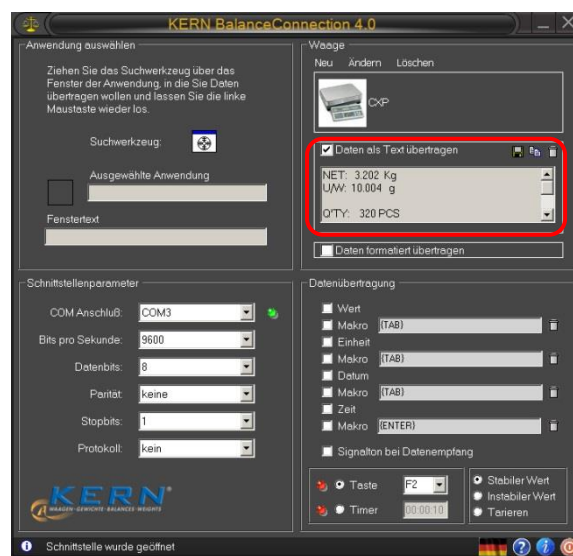 KERN BalanceConnection 4.0
Anwendung auswählen
Ziehen Sie das Suchwerkzeug über das
Fenster der Anwendung, in die Sie Daten
übertragen wollen und lassen Sie die linke
Maustaste wieder los.
Suchwerkzeug:
Ausgewählte Anwendung
Fenstertext
Waage
Neu Ändern Löschen
CXP
Daten als Text übertragen
NET: 3.202 Kg
U/W: 10.004 g
Q'TY: 320 PCS
Daten formatiert übertragen
Schnittstellenparameter
COM Anschluß: COM3
Bits pro Sekunde: 9600
Datenbits: 8
Parität: keine
Stopbits: 1
Protokoll: kein
KERN
WAAGEN·GEWICHTE·BALANCES·WEIGHTS
Datenübertragung
Wert
Makro {TAB}
Einheit
Makro {TAB}
Datum
Makro {TAB}
Zeit
Makro {ENTER}
Signalton bei Datenempfang
Taste F2
Timer 00:00:10
Stabiler Wert
Instabiler Wert
Tarieren
Schnittstelle wurde geöffnet